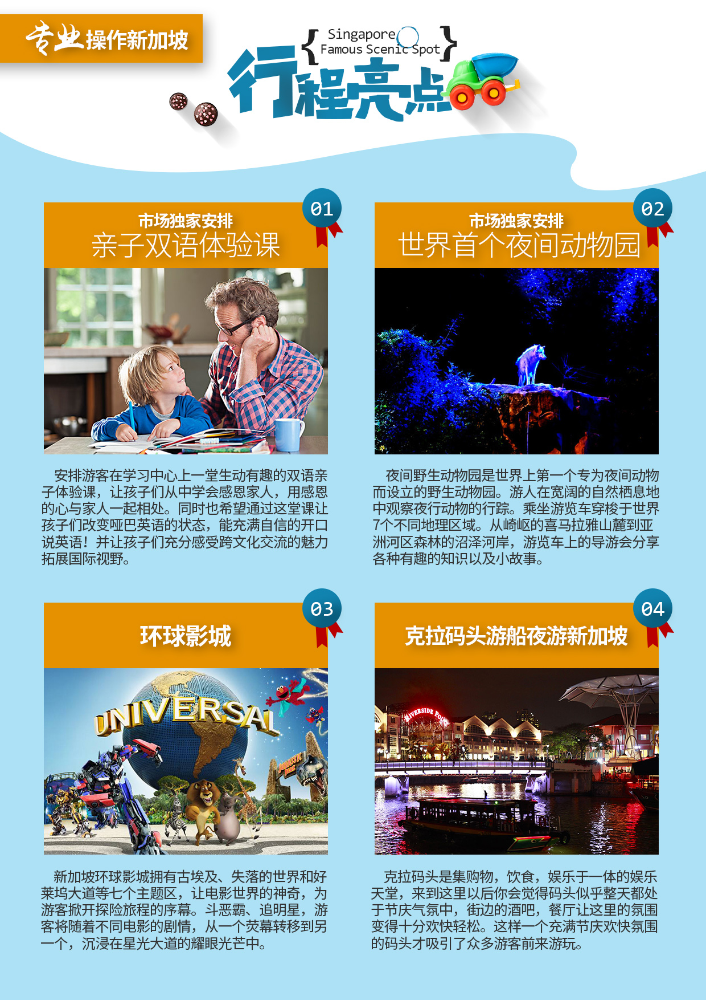 专业操作新加坡
{ Singapore
Famous Scenic Spot }
行程亮点
01
市场独家安排
亲子双语体验课
安排游客在学习中心上一堂生动有趣的双语亲
子体验课，让孩子们从中学会感恩家人，用感恩
的心与家人一起相处。同时也希望通过这堂课让
孩子们改变哑巴英语的状态，能充满自信的开口
说英语！并让孩子们充分感受跨文化交流的魅力
拓展国际视野。
02
市场独家安排
世界首个夜间动物园
夜间野生动物园是世界上第一个专为夜间动物
而设立的野生动物园。游人在宽阔的自然栖息地
中观察夜行动物的行踪。乘坐游览车穿梭于世界
7个不同地理区域。从崎岖的喜马拉雅山麓到亚
洲河区森林的沼泽河岸，游览车上的导游会分享
各种有趣的知识以及小故事。
03
环球影城
UNIVERSAL
JURASSIC
PARK
新加坡环球影城拥有古埃及、失落的世界和好
莱坞大道等七个主题区，让电影世界的神奇，为
游客掀开探险旅程的序幕。斗恶霸、追明星，游
客将随着不同电影的剧情，从一个荧幕转移到另
一个，沉浸在星光大道的耀眼光芒中。
04
克拉码头游船夜游新加坡
RIVERSIDE POINT
克拉码头是集购物，饮食，娱乐于一体的娱乐
天堂，来到这里以后你会觉得码头似乎整天都处
于节庆气氛中，街边的酒吧，餐厅让这里的氛围
变得十分欢快轻松。这样一个充满节庆欢快氛围
的码头才吸引了众多游客前来游玩。